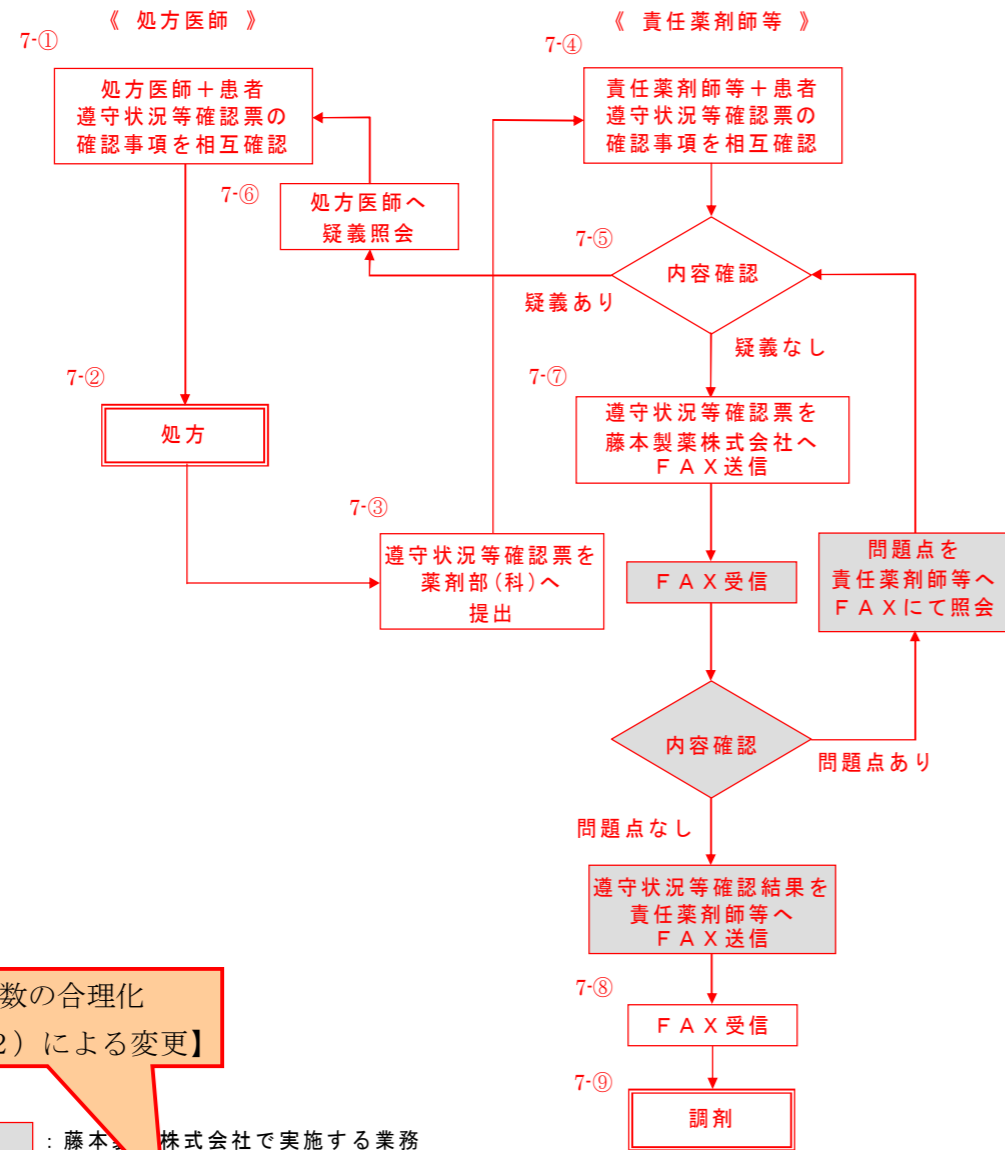 《 処方医師 》
7-①
処方医師＋患者
遵守状況等確認票の
確認事項を相互確認
7-②
処方
7-③
遵守状況等確認票を
薬剤部(科)へ
提出
《 責任薬剤師等 》
7-④
責任薬剤師等＋患者
遵守状況等確認票の
確認事項を相互確認
7-⑤
内容確認
疑義あり
7-⑥
処方医師へ
疑義照会
疑義なし
7-⑦
遵守状況等確認票を
藤本製薬株式会社へ
ＦＡＸ送信
ＦＡＸ受信
内容確認
問題点あり
問題点を
責任薬剤師等へ
ＦＡＸにて照会
問題点なし
遵守状況等確認結果を
責任薬剤師等へ
ＦＡＸ送信
7-⑧
ＦＡＸ受信
7-⑨
調剤
数の合理化
２）による変更】
：藤本 株式会社で実施する業務